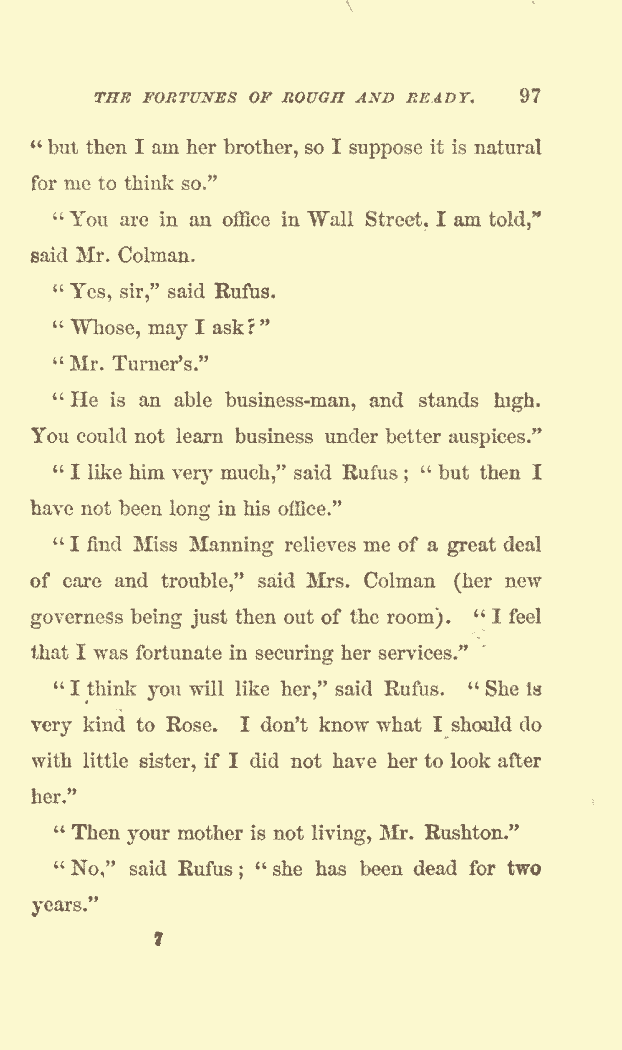 THE FORTUNES OF ROUGH AND READY. 97
“but then I am her brother, so I suppose it is natural
for me to think so.”
“You are in an office in Wall Street, I am told,”
said Mr. Colman.
“Yes, sir,” said Rufus.
“Whose, may I ask?”
“Mr. Turner’s.”
“He is an able business-man, and stands high.
You could not learn business under better auspices.”
“I like him very much,” said Rufus; “but then I
have not been long in his office.”
“I find Miss Manning relieves me of a great deal
of care and trouble,” said Mrs. Colman (her new
governess being just then out of the room). “I feel
that I was fortunate in securing her services.”
“I think you will like her,” said Rufus. “She is
very kind to Rose. I don’t know what I should do
with little sister, if I did not have her to look after
her.”
“Then your mother is not living, Mr. Rushton.”
“No,” said Rufus; “she has been dead for two
years.”
7